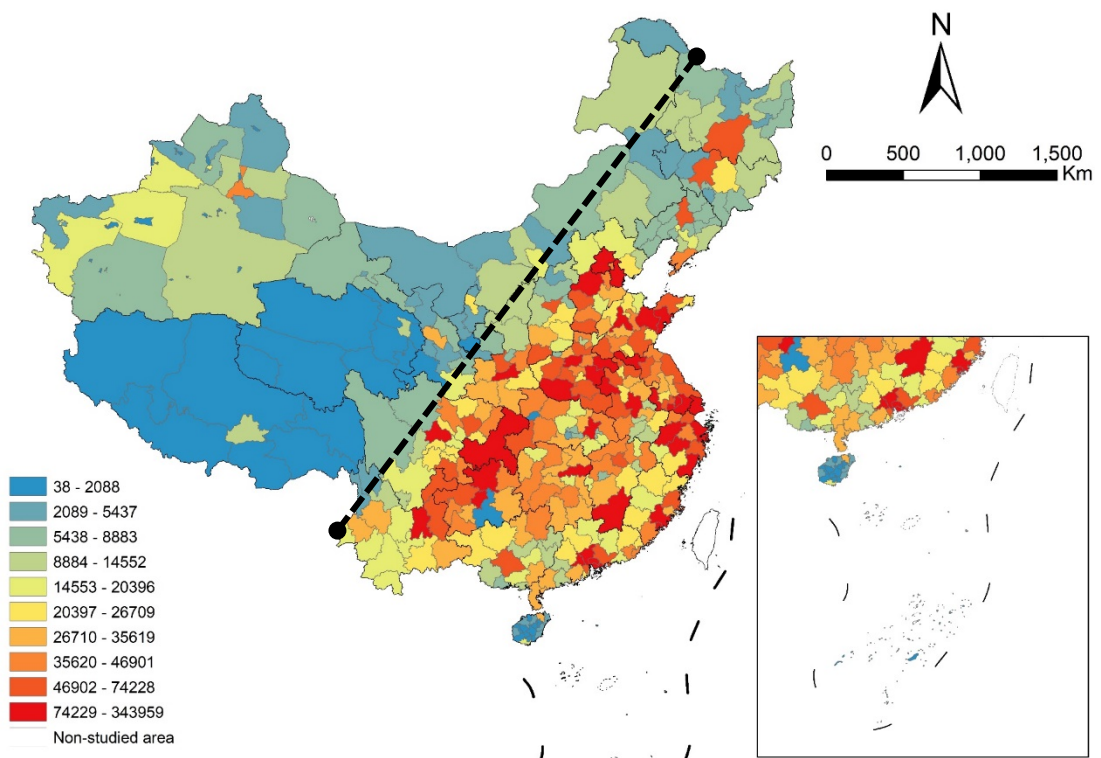 N
0 500 1,000 1,500
Km
38 - 2088
2089 - 5437
5438 - 8883
8884 - 14552
14553 - 20396
20397 - 26709
26710 - 35619
35620 - 46901
46902 - 74228
74229 - 343959
Non-studied area